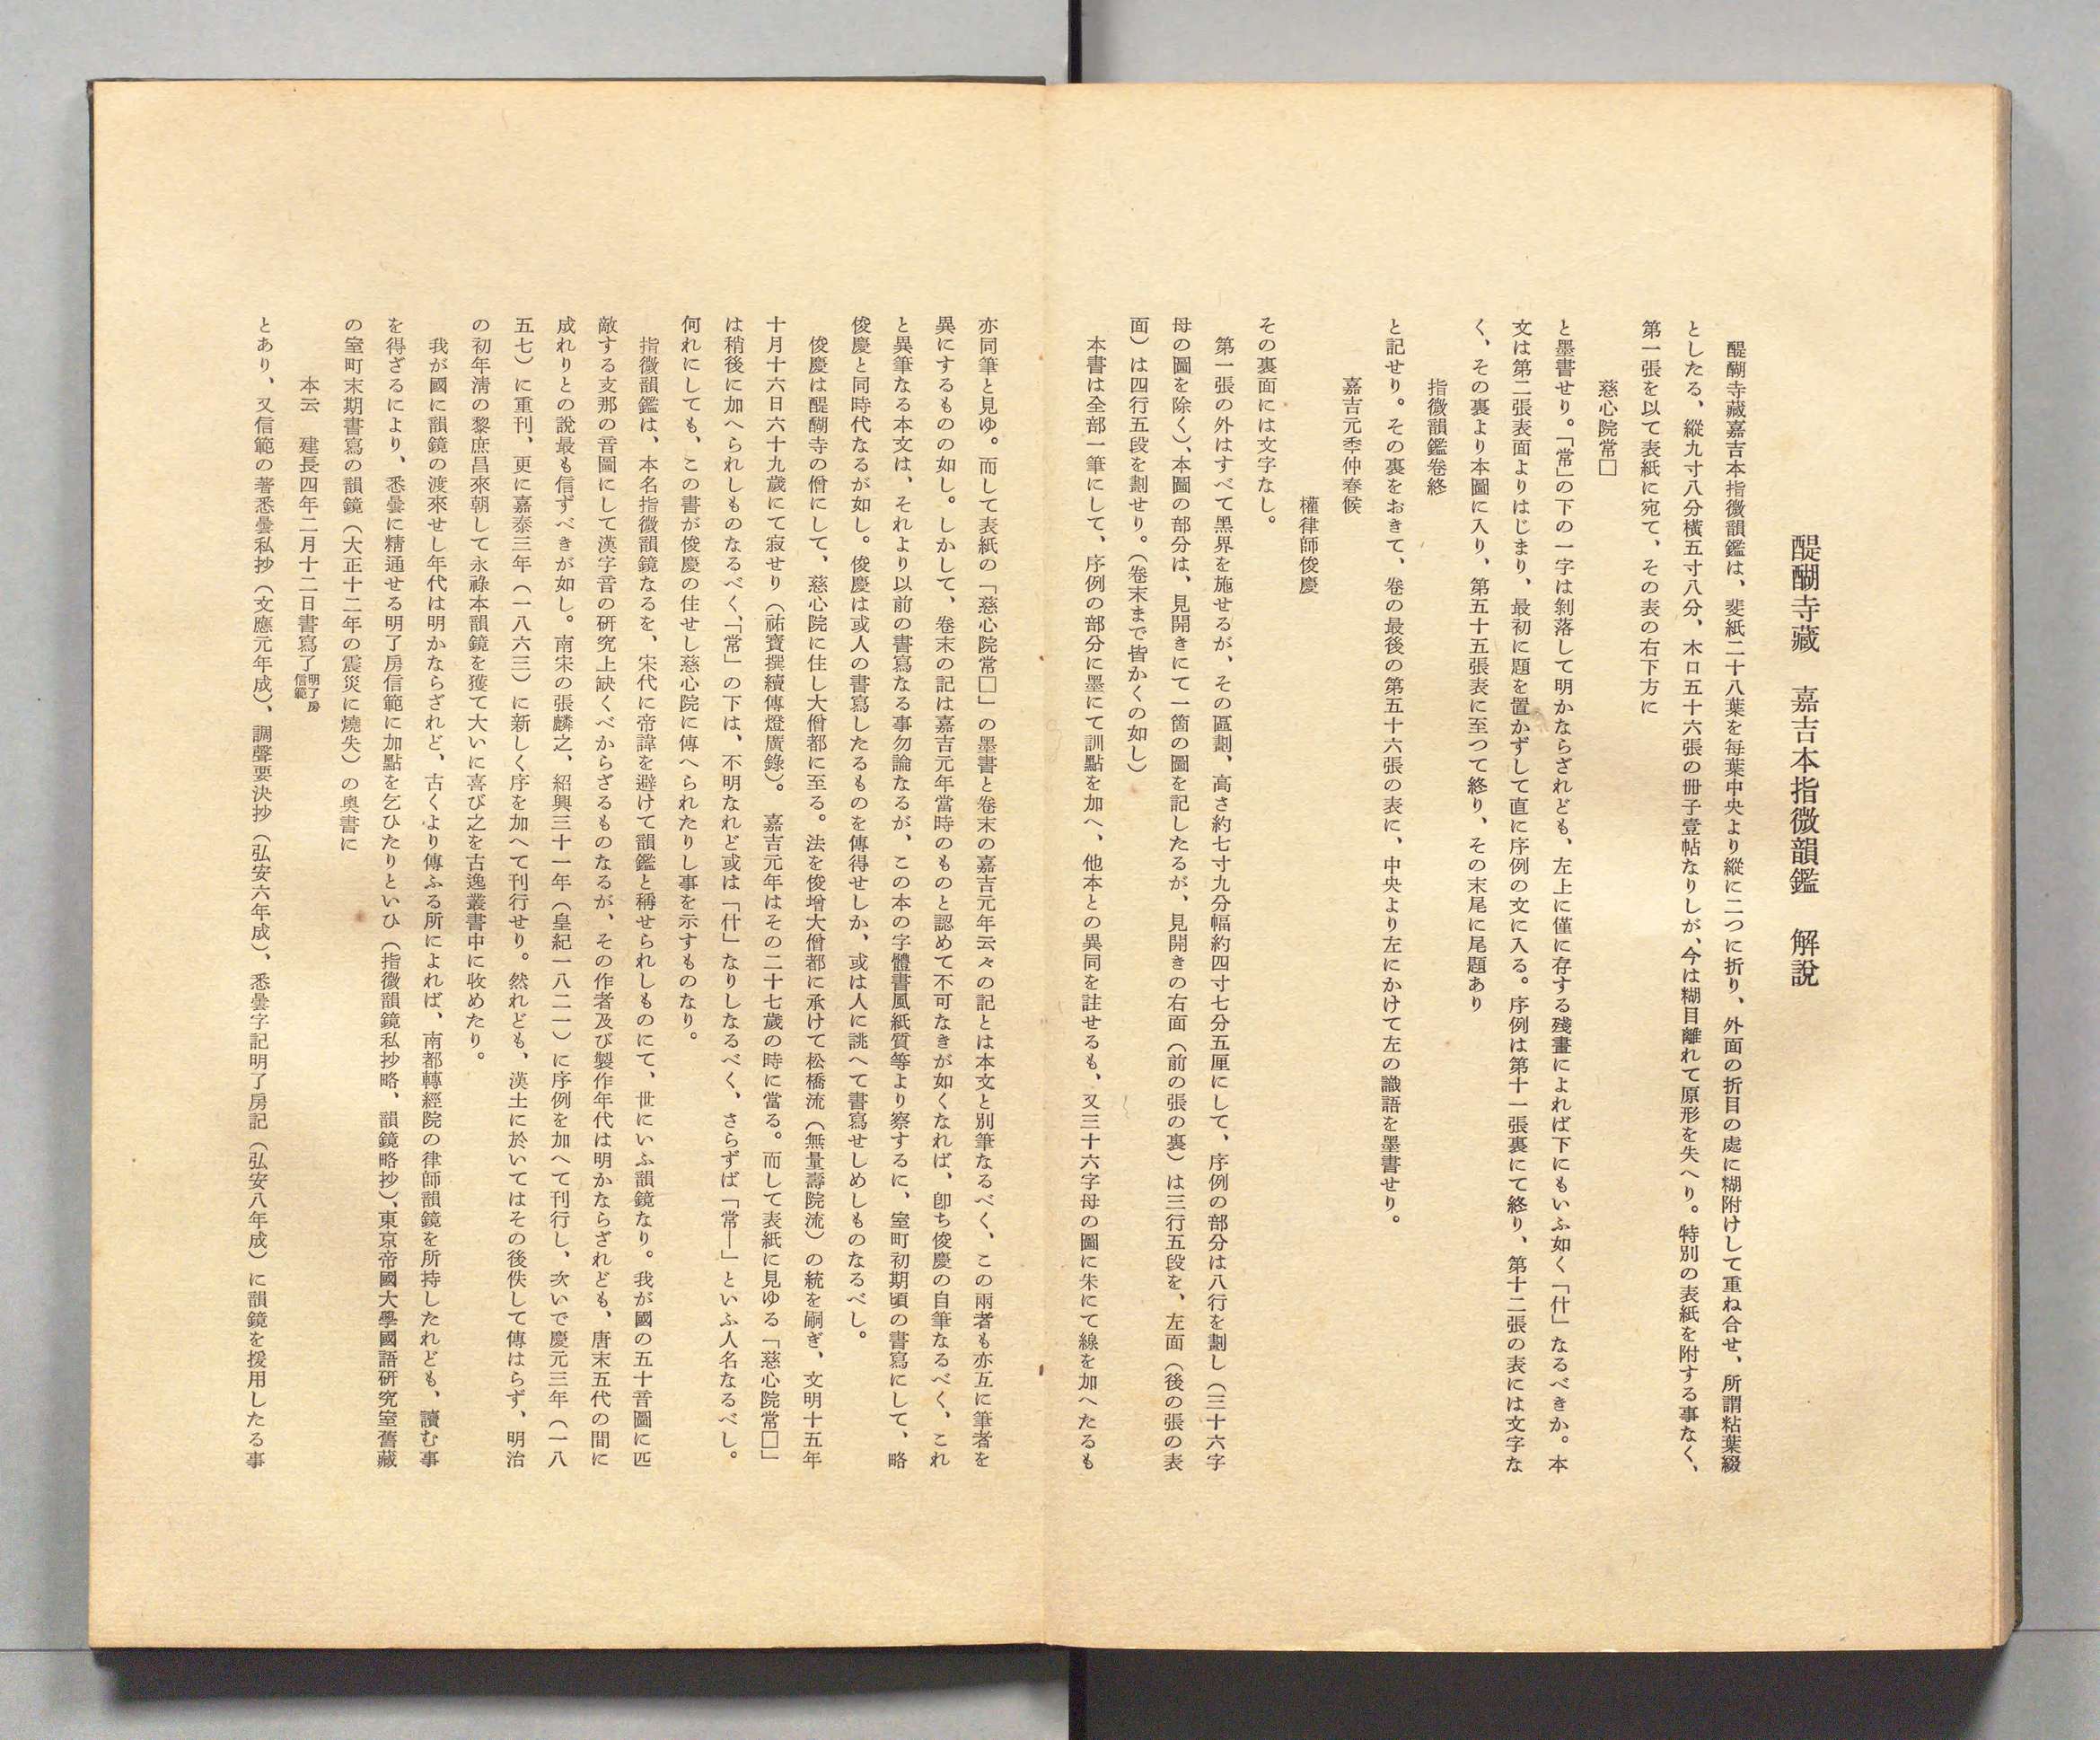 醍醐寺藏　嘉吉本指微韻鑑　解說
醍醐寺藏嘉吉本指微韻鑑は、斐紙二十八葉を每葉中央より縱に二つに折り、外面の折目の處に糊附けして重ね合せ、所謂粘葉綴
としたる、縱九寸八分橫五寸八分、木口五十六張の册子壹帖なりしが、今は糊目離れて原形を失へり。特別の表紙を附する事なく、
第一張を以て表紙に宛て、その表の右下方に
慈心院常□
と墨書せり。「常」の下の一字は剝落して明かならざれども、左上に僅に存する殘畫によれば下にもいふ如く「什」なるべきか。本
文は第二張表面よりはじまり、最初に題を置かずして直に序例の文に入る。序例は第十一張裏にて終り、第十二張の表には文字な
く、その裏より本圖に入り、第五十五張表に至つて終り、その末尾に尾題あり
指微韻鑑卷終
と記せり。その裏をおきて、卷の最後の第五十六張の表に、中央より左にかけて左の識語を墨書せり。
嘉吉元季仲春候
權律師俊慶
その裏面には文字なし。
第一張の外はすべて黑界を施せるが、その區劃、高さ約七寸九分幅約四寸七分五厘にして、序例の部分は八行を劃し（三十六字
母の圖を除く）、本圖の部分は、見開きにて一箇の圖を記したるが、見開きの右面（前の張の裏）は三行五段を、左面（後の張の表
面）は四行五段を劃せり。（卷末まで皆かくの如し）
本書は全部一筆にして、序例の部分に墨にて訓點を加へ、他本との異同を註せるも、又三十六字母の圖に朱にて線を加へたるも
亦同筆と見ゆ。而して表紙の「慈心院常□」の墨書と卷末の嘉吉元年云々の記とは本文と別筆なるべく、この兩者も亦互に筆者を
異にするものの如し。しかして、卷末の記は嘉吉元年當時のものと認めて不可なきが如くなれば、卽ち俊慶の自筆なるべく、これ
と異筆なる本文は、それより以前の書寫なる事勿論なるが、この本の字體書風紙質等より察するに、室町初期頃の書寫にして、略
俊慶と同時代なるが如し。俊慶は或人の書寫したるものを傳得せしか、或は人に誂へて書寫せしめしものなるべし。
俊慶は醍醐寺の僧にして、慈心院に住し大僧都に至る。法を俊增大僧都に承けて松橋流（無量壽院流）の統を嗣ぎ、文明十五年
十月十六日六十九歲にて寂せり（祐寶撰續傳燈廣錄）。嘉吉元年はその二十七歲の時に當る。而して表紙に見ゆる「慈心院常□」
は稍後に加へられしものなるべく、「常」の下は、不明なれど或は「什」なりしなるべく、さらずば「常―」といふ人名なるべし。
何れにしても、この書が俊慶の住せし慈心院に傳へられたりし事を示すものなり。
指微韻鑑は、本名指微韻鏡なるを、宋代に帝諱を避けて韻鑑と稱せられしものにて、世にいふ韻鏡なり。我が國の五十音圖に匹
敵する支那の音圖にして漢字音の硏究上缺くべからざるものなるが、その作者及び製作年代は明かならざれども、唐末五代の間に
成れりとの說最も信ずべきが如し。南宋の張麟之、紹興三十一年（皇紀一八二一）に序例を加へて刊行し、次いで慶元三年（一八
五七）に重刊、更に嘉泰三年（一八六三）に新しく序を加へて刊行せり。然れども、漢土に於いてはその後佚して傳はらず、明治
の初年淸の黎庶昌來朝して永祿本韻鏡を獲て大いに喜び之を古逸叢書中に收めたり。
我が國に韻鏡の渡來せし年代は明かならざれど、古くより傳ふる所によれば、南都轉經院の律師韻鏡を所持したれども、讀む事
を得ざるにより、悉曇に精通せる明了房信範に加點を乞ひたりといひ（指微韻鏡私抄略、韻鏡略抄）、東京帝國大學國語硏究室舊藏
の室町末期書寫の韻鏡（大正十二年の震災に燒失）の奧書に
本云　建長四年二月十二日書寫了明了房信範
とあり、又信範の著悉曇私抄（文應元年成）、調聲要決抄（弘安六年成）、悉曇字記明了房記（弘安八年成）に韻鏡を援用したる事